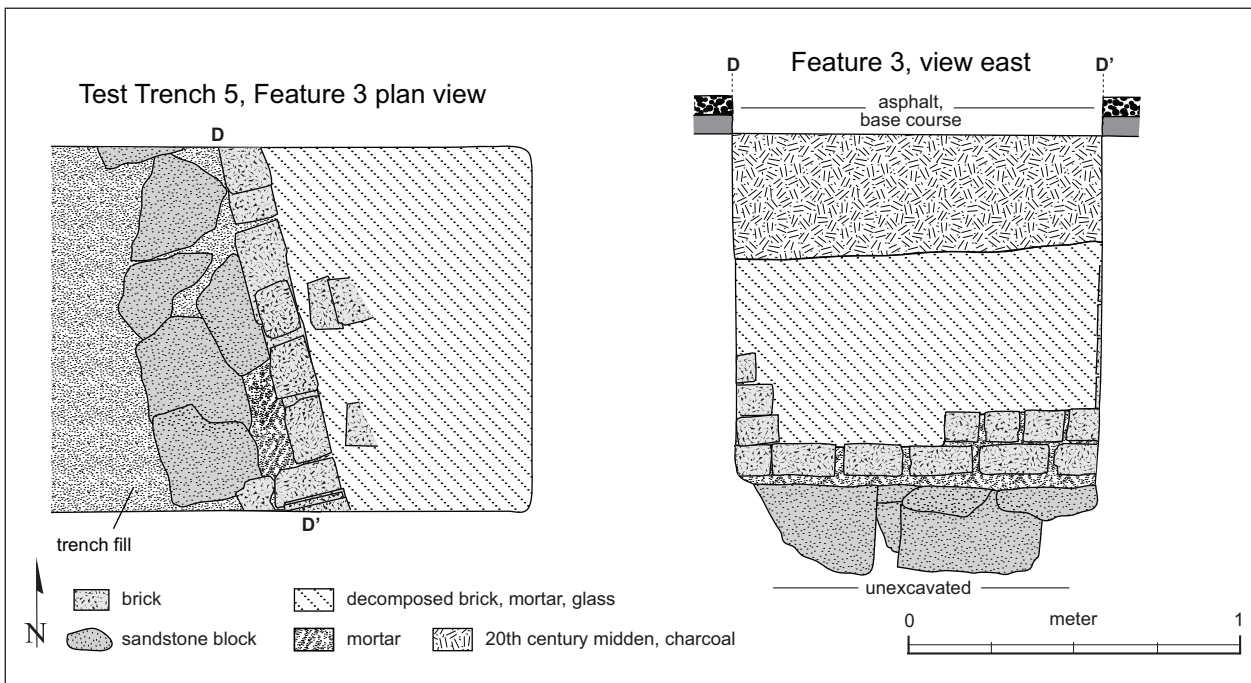 Test Trench 5, Feature 3 plan view
D
D'
trench fill
N
brick
sandstone block
decomposed brick, mortar, glass
mortar
20th century midden, charcoal
Feature 3, view east
D
D’
asphalt,
base course
unexcavated
0
meter
1